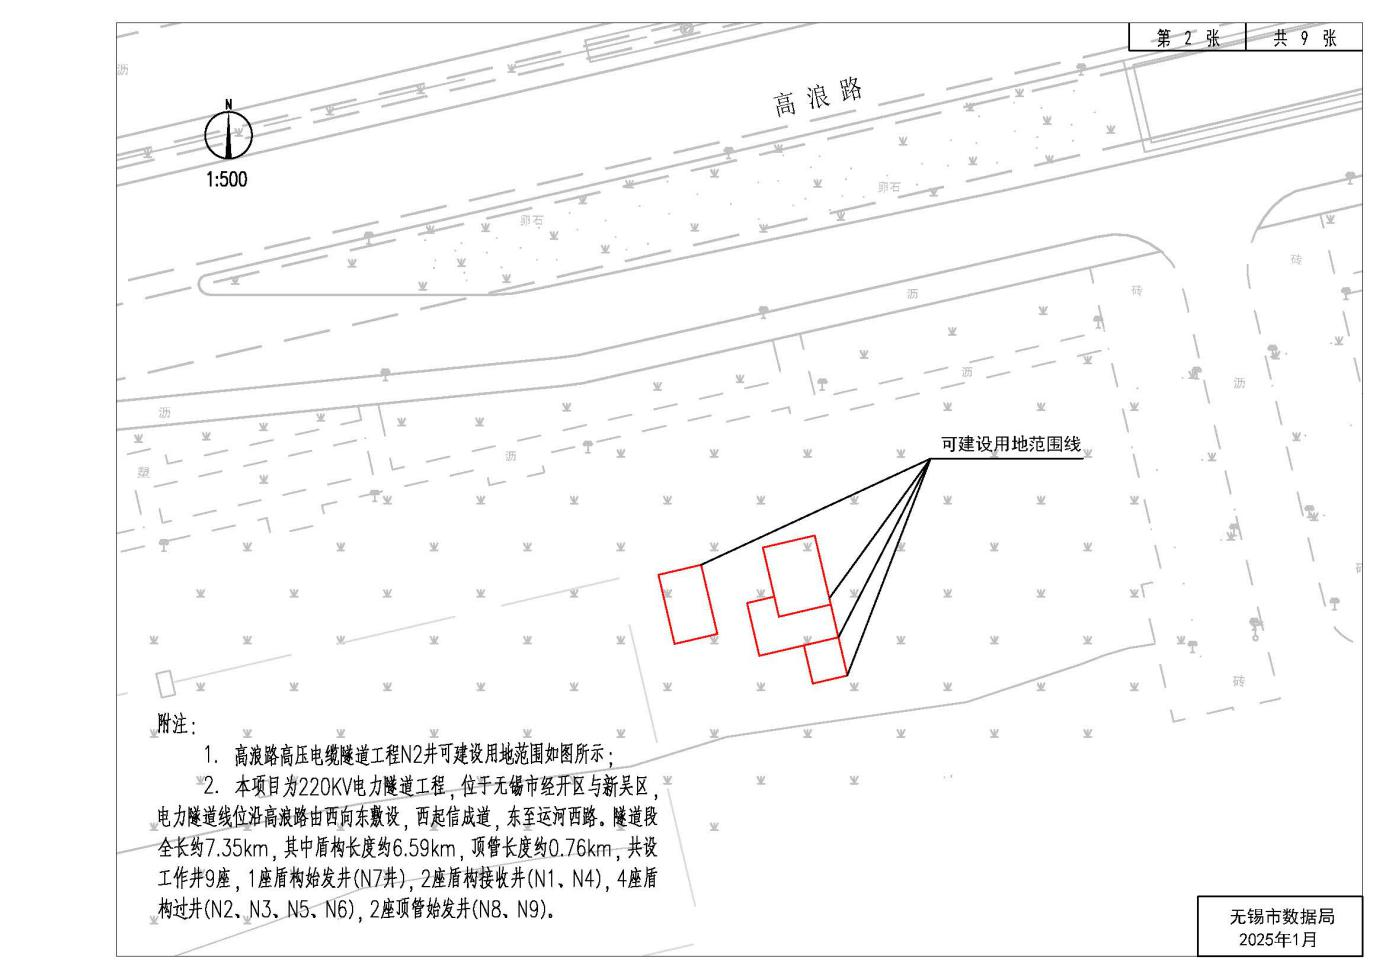 第 2 张 共 9 张
沥
高浪路
N
1:500
卵石
卵石
砖
砖
沥
沥
沥
沥
沥
可建设用地范围线
沥
塑
砖
砖
附注：
1. 高浪路高压电缆隧道工程N2井可建设用地范围如图所示；
2. 本项目为220KV电力隧道工程，位于无锡市经开区与新吴区，
电力隧道线位沿高浪路由西向东敷设，西起信成道，东至运河西路。隧道段
全长约7.35km，其中盾构长度约6.59km，顶管长度约0.76km，共设
工作井9座，1座盾构始发井(N7井)，2座盾构接收井(N1、N4)，4座盾
构过井(N2、N3、N5、N6)，2座顶管始发井(N8、N9)。
无锡市数据局
2025年1月